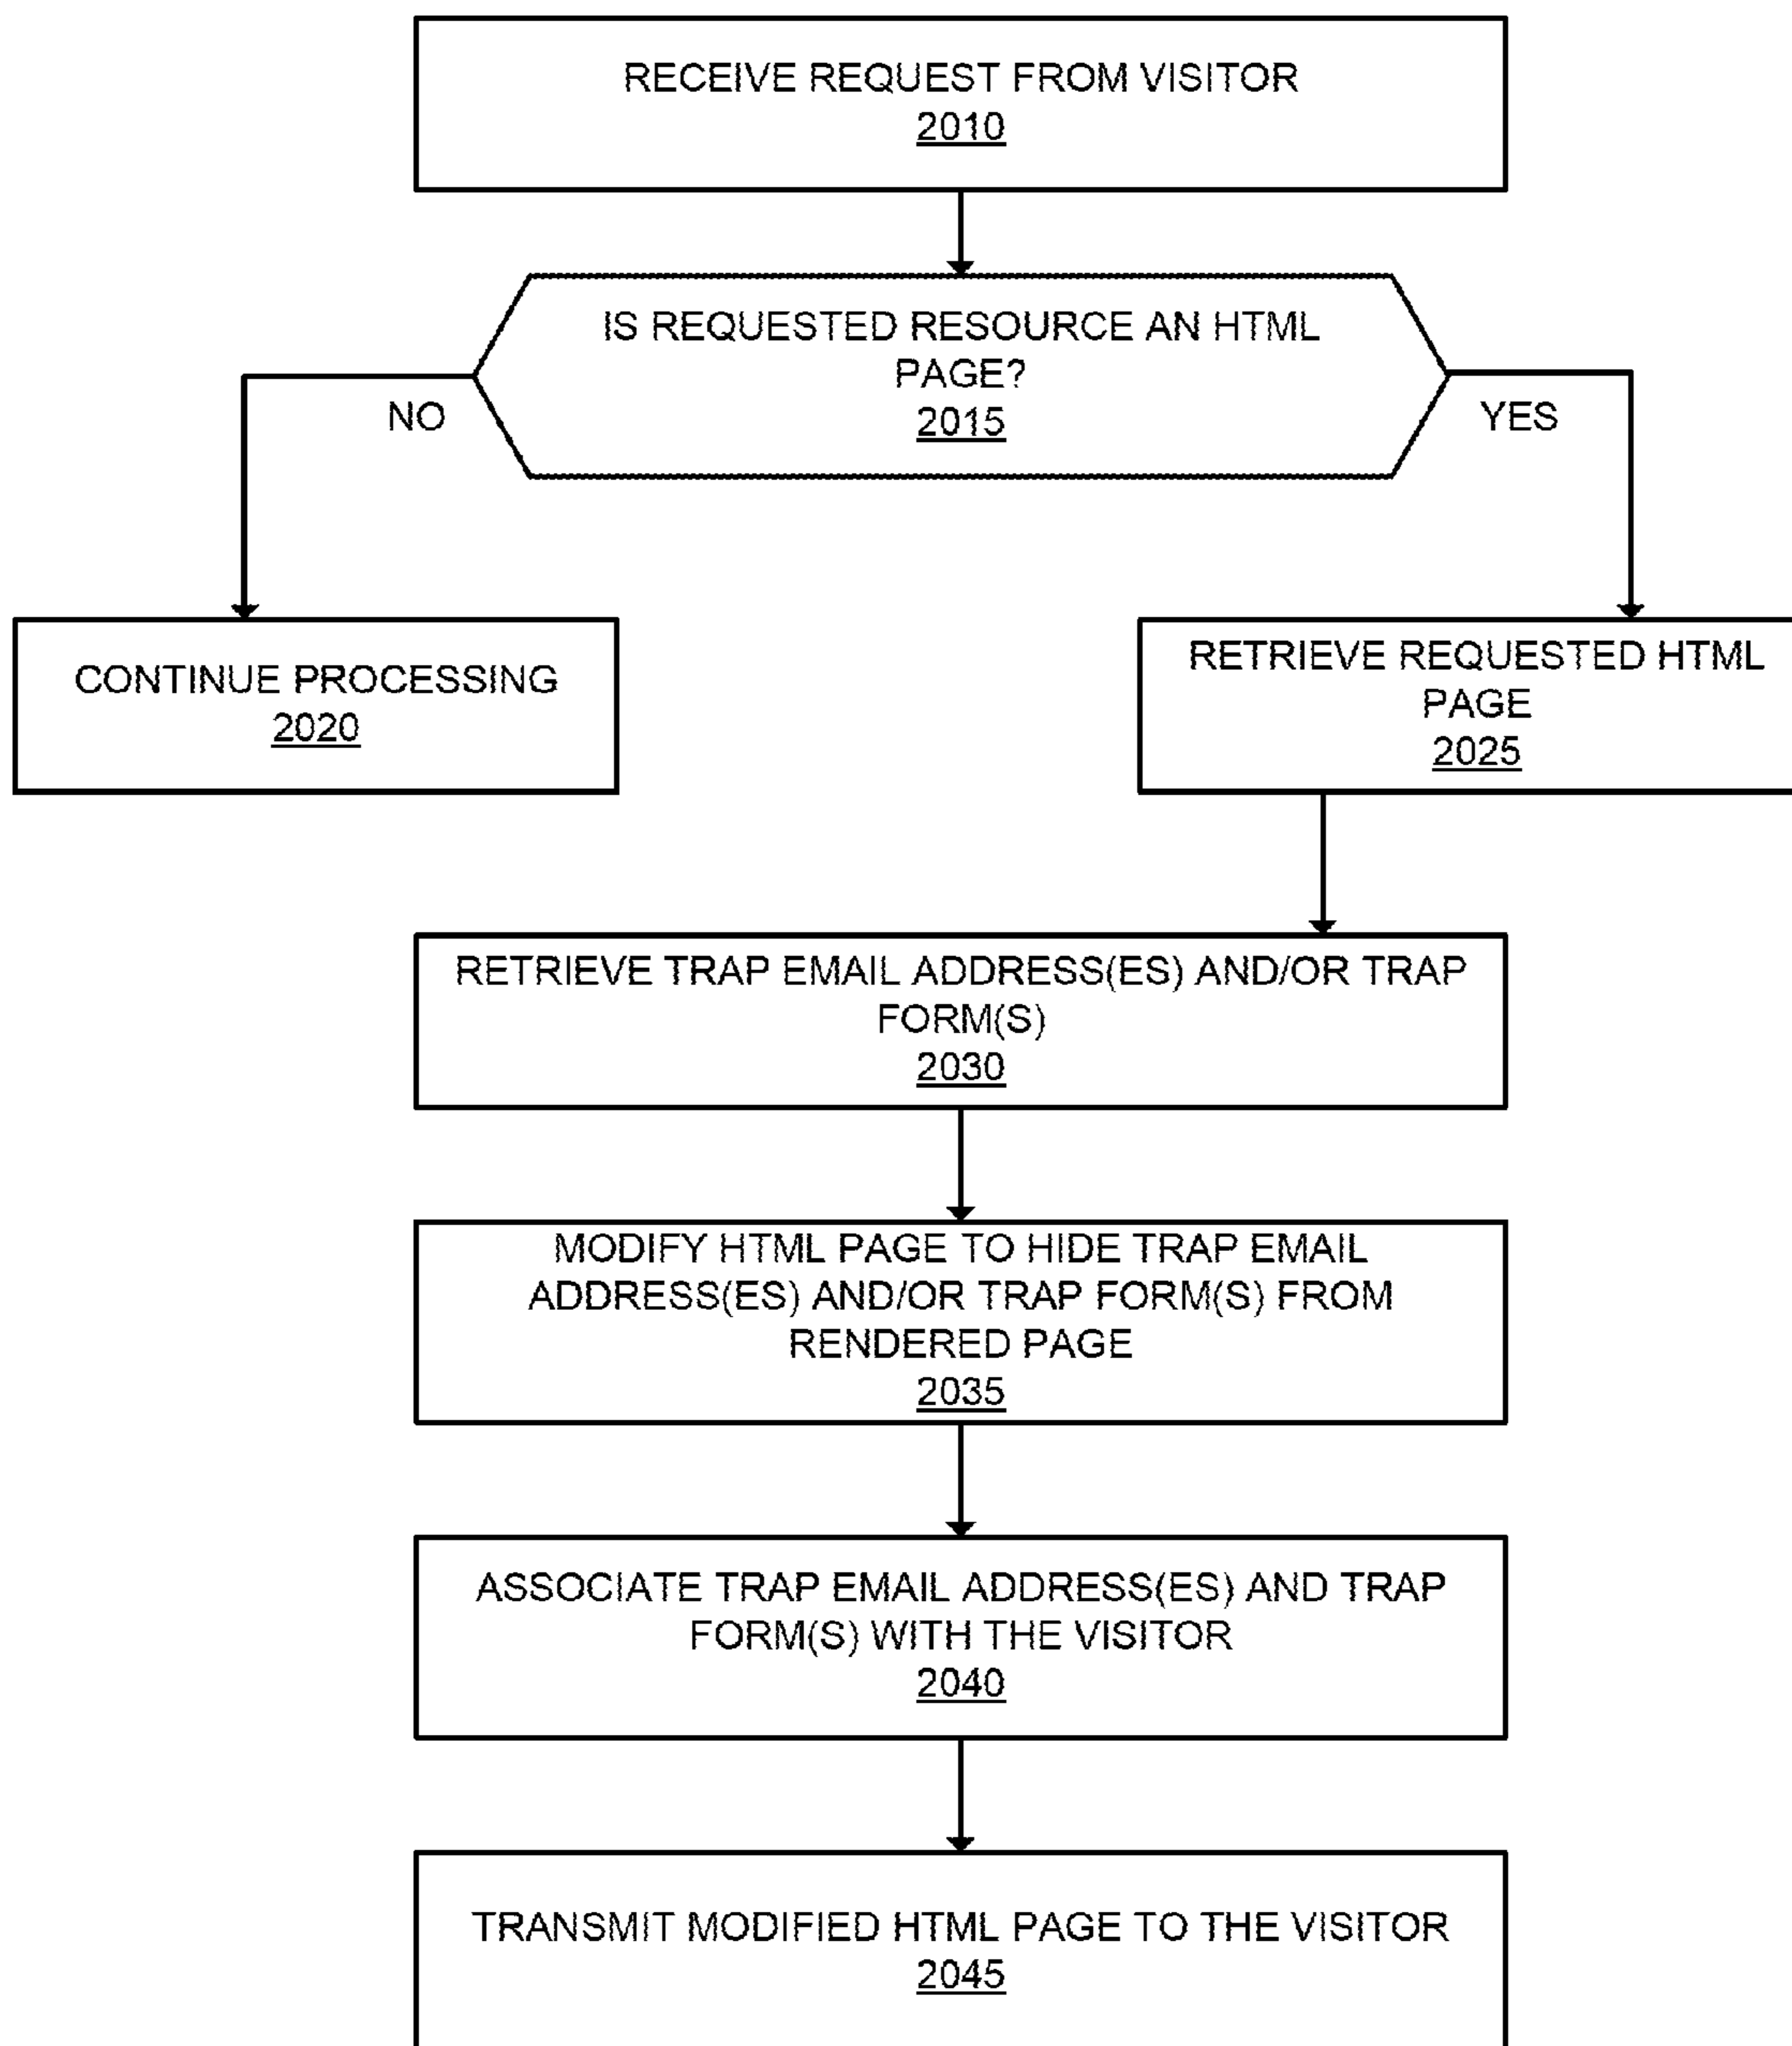 RECEIVE REQUEST FROM VISITOR
2010
IS REQUESTED RESOURCE AN HTML
PAGE?
2015
NO
YES
CONTINUE PROCESSING
2020
RETRIEVE REQUESTED HTML
PAGE
2025
RETRIEVE TRAP EMAIL ADDRESS(ES) AND/OR TRAP
FORM(S)
2030
MODIFY HTML PAGE TO HIDE TRAP EMAIL
ADDRESS(ES) AND/OR TRAP FORM(S) FROM
RENDERED PAGE
2035
ASSOCIATE TRAP EMAIL ADDRESS(ES) AND TRAP
FORM(S) WITH THE VISITOR
2040
TRANSMIT MODIFIED HTML PAGE TO THE VISITOR
2045